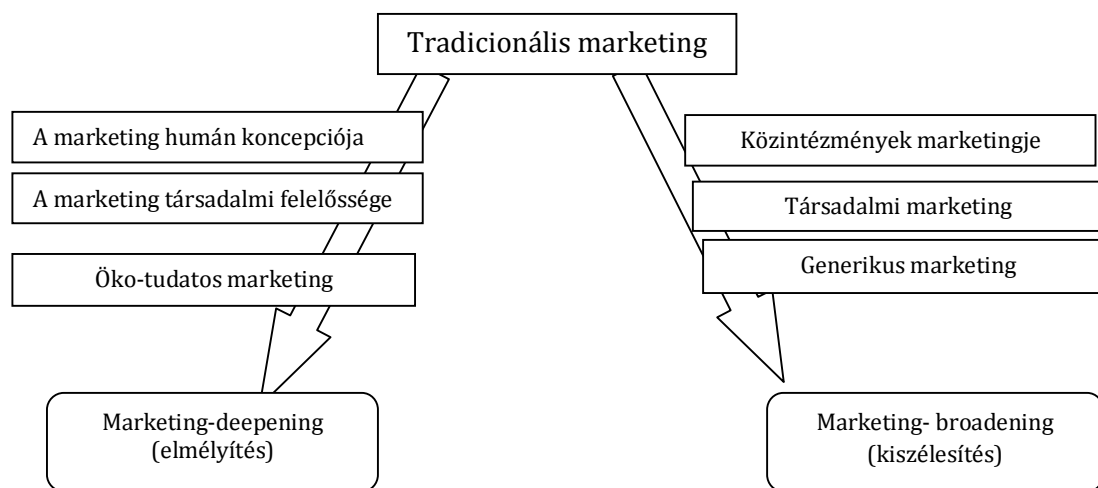 Tradicionális marketing
A marketing humán koncepciója
A marketing társadalmi felelőssége
Öko-tudatos marketing
Közintézmények marketingje
Társadalmi marketing
Generikus marketing
Marketing-deepening
(elmélyítés)
Marketing- broadening
(kiszélesítés)